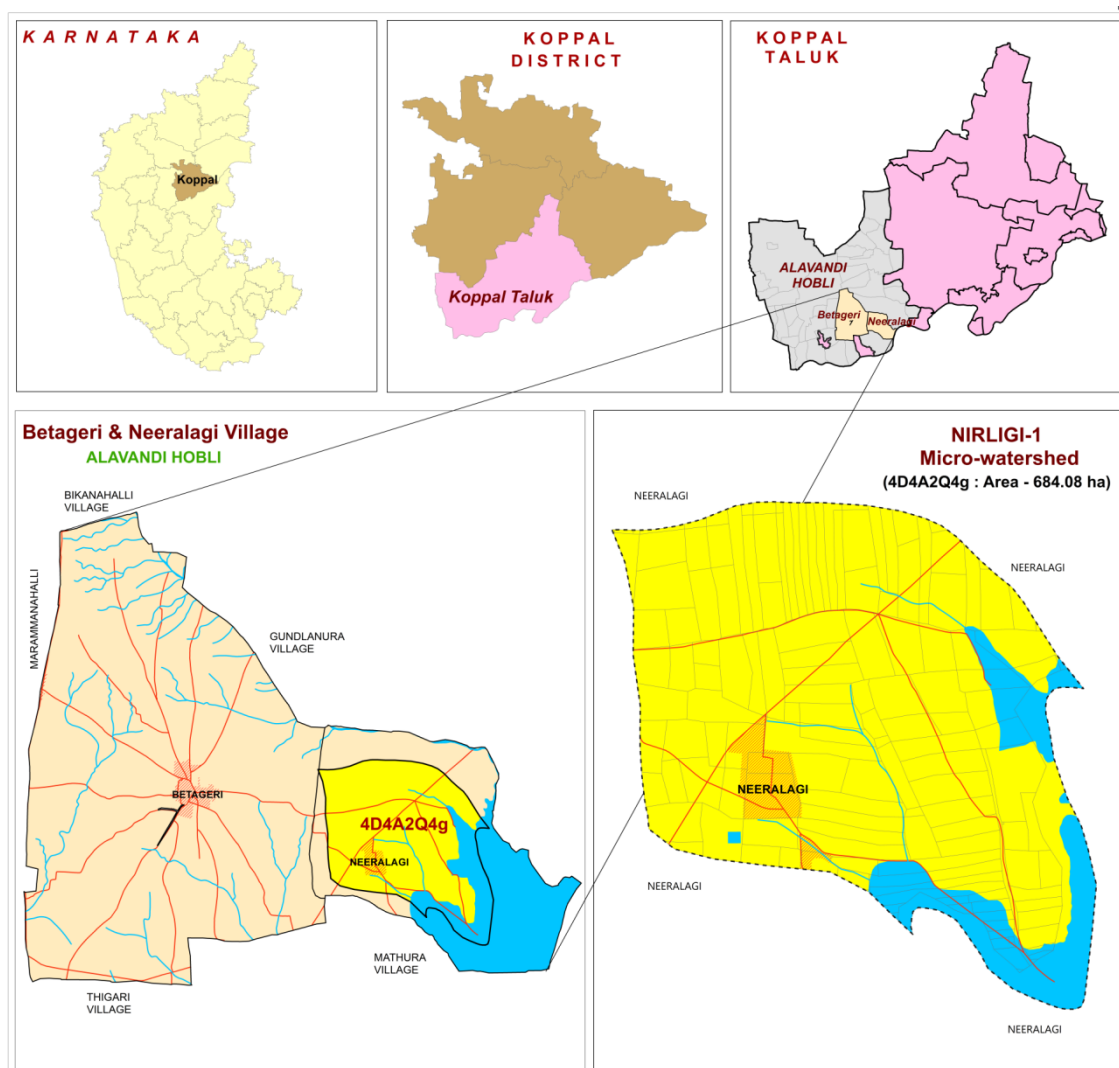 KARNATAKA
Koppal
KOPPAL
DISTRICT
Koppal Taluk
KOPPAL
TALUK
ALAVANDI
HOBLI
Betageri
Neeralagi
Betageri & Neeralagi Village
ALAVANDI HOBLI
BIKANAHALLI
VILLAGE
MARAMMANAHALLI
GUNDLANURA
VILLAGE
BETAGERI
4D4A2Q4g
NEERALAGI
MATHURA
VILLAGE
THIGARI
VILLAGE
NIRLIGI-1
Micro-watershed
(4D4A2Q4g : Area - 684.08 ha)
NEERALAGI
NEERALAGI
NEERALAGI
NEERALAGI
NEERALAGI